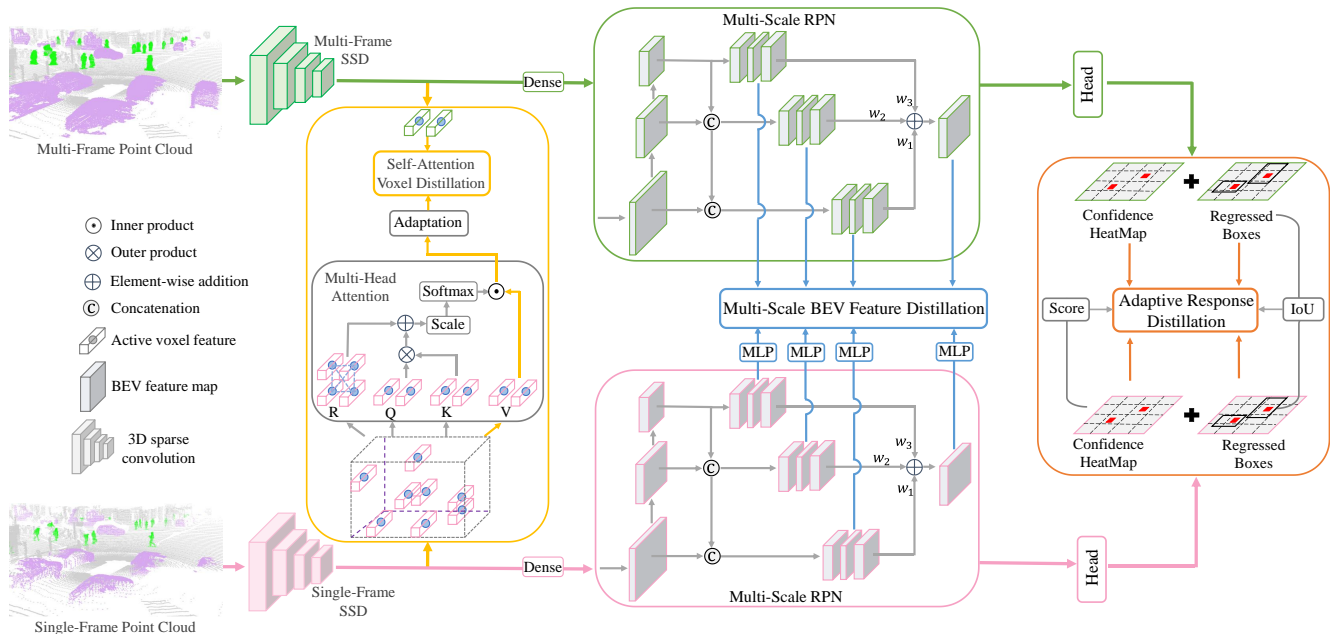 Multi-Frame Point Cloud
Multi-Frame
SSD
Dense
Multi-Scale RPN
w3
w2
w1
C
C
Head
Self-Attention
Voxel Distillation
Adaptation
Multi-Head
Attention
Softmax
Scale
R
Q
K
V
Inner product
Outer product
Element-wise addition
C
Concatenation
Active voxel feature
BEV feature map
3D sparse
convolution
Multi-Scale BEV Feature Distillation
MLP
MLP
MLP
MLP
Confidence
HeatMap
Regressed
Boxes
Score
Adaptive Response
Distillation
IoU
Confidence
HeatMap
Regressed
Boxes
Single-Frame Point Cloud
Single-Frame
SSD
Dense
C
C
w3
w2
w1
Multi-Scale RPN
Head